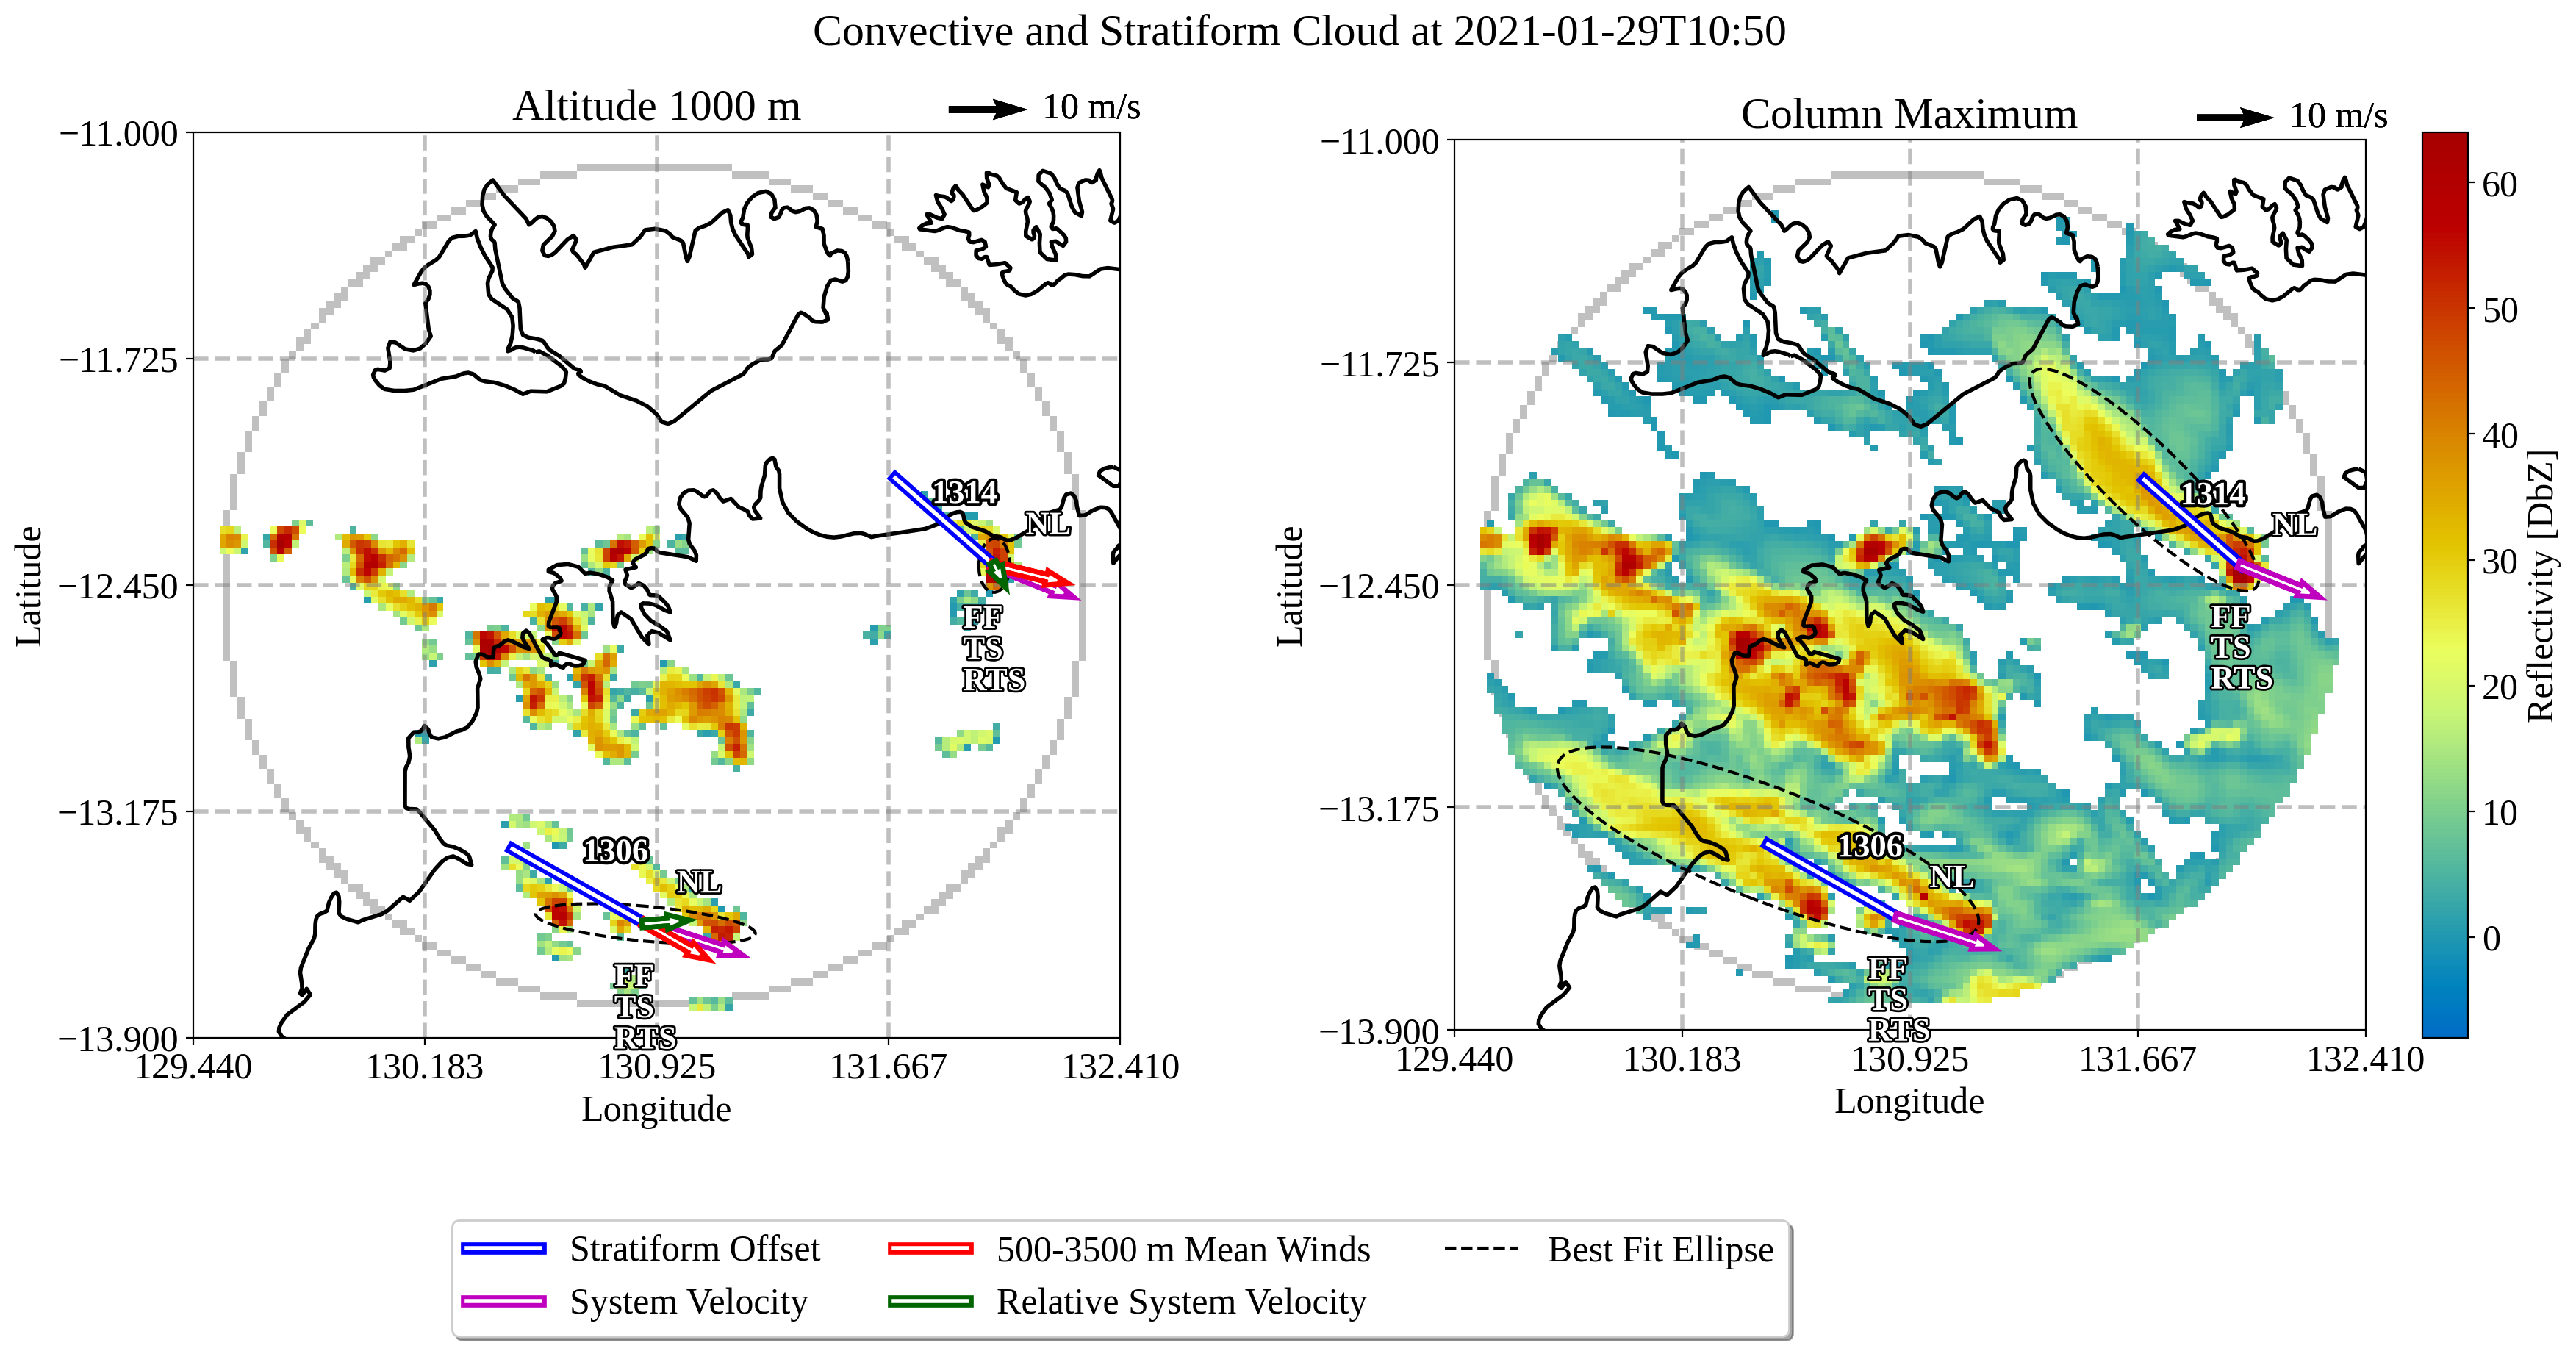 Convective and Stratiform Cloud at 2021-01-29T10:50
Altitude 1000 m
10 m/s
−11.000
−11.725
−12.450
−13.175
−13.900
Latitude
1314
NL
FF
TS
RTS
1306
NL
FF
TS
RTS
129.440
130.183
130.925
131.667
132.410
Longitude
Column Maximum
10 m/s
−11.000
−11.725
−12.450
−13.175
−13.900
Latitude
1314
NL
FF
TS
RTS
1306
NL
FF
TS
RTS
129.440
130.183
130.925
131.667
132.410
Longitude
60
50
40
30
20
10
0
Reflectivity [DbZ]
Stratiform Offset
System Velocity
500-3500 m Mean Winds
Relative System Velocity
Best Fit Ellipse